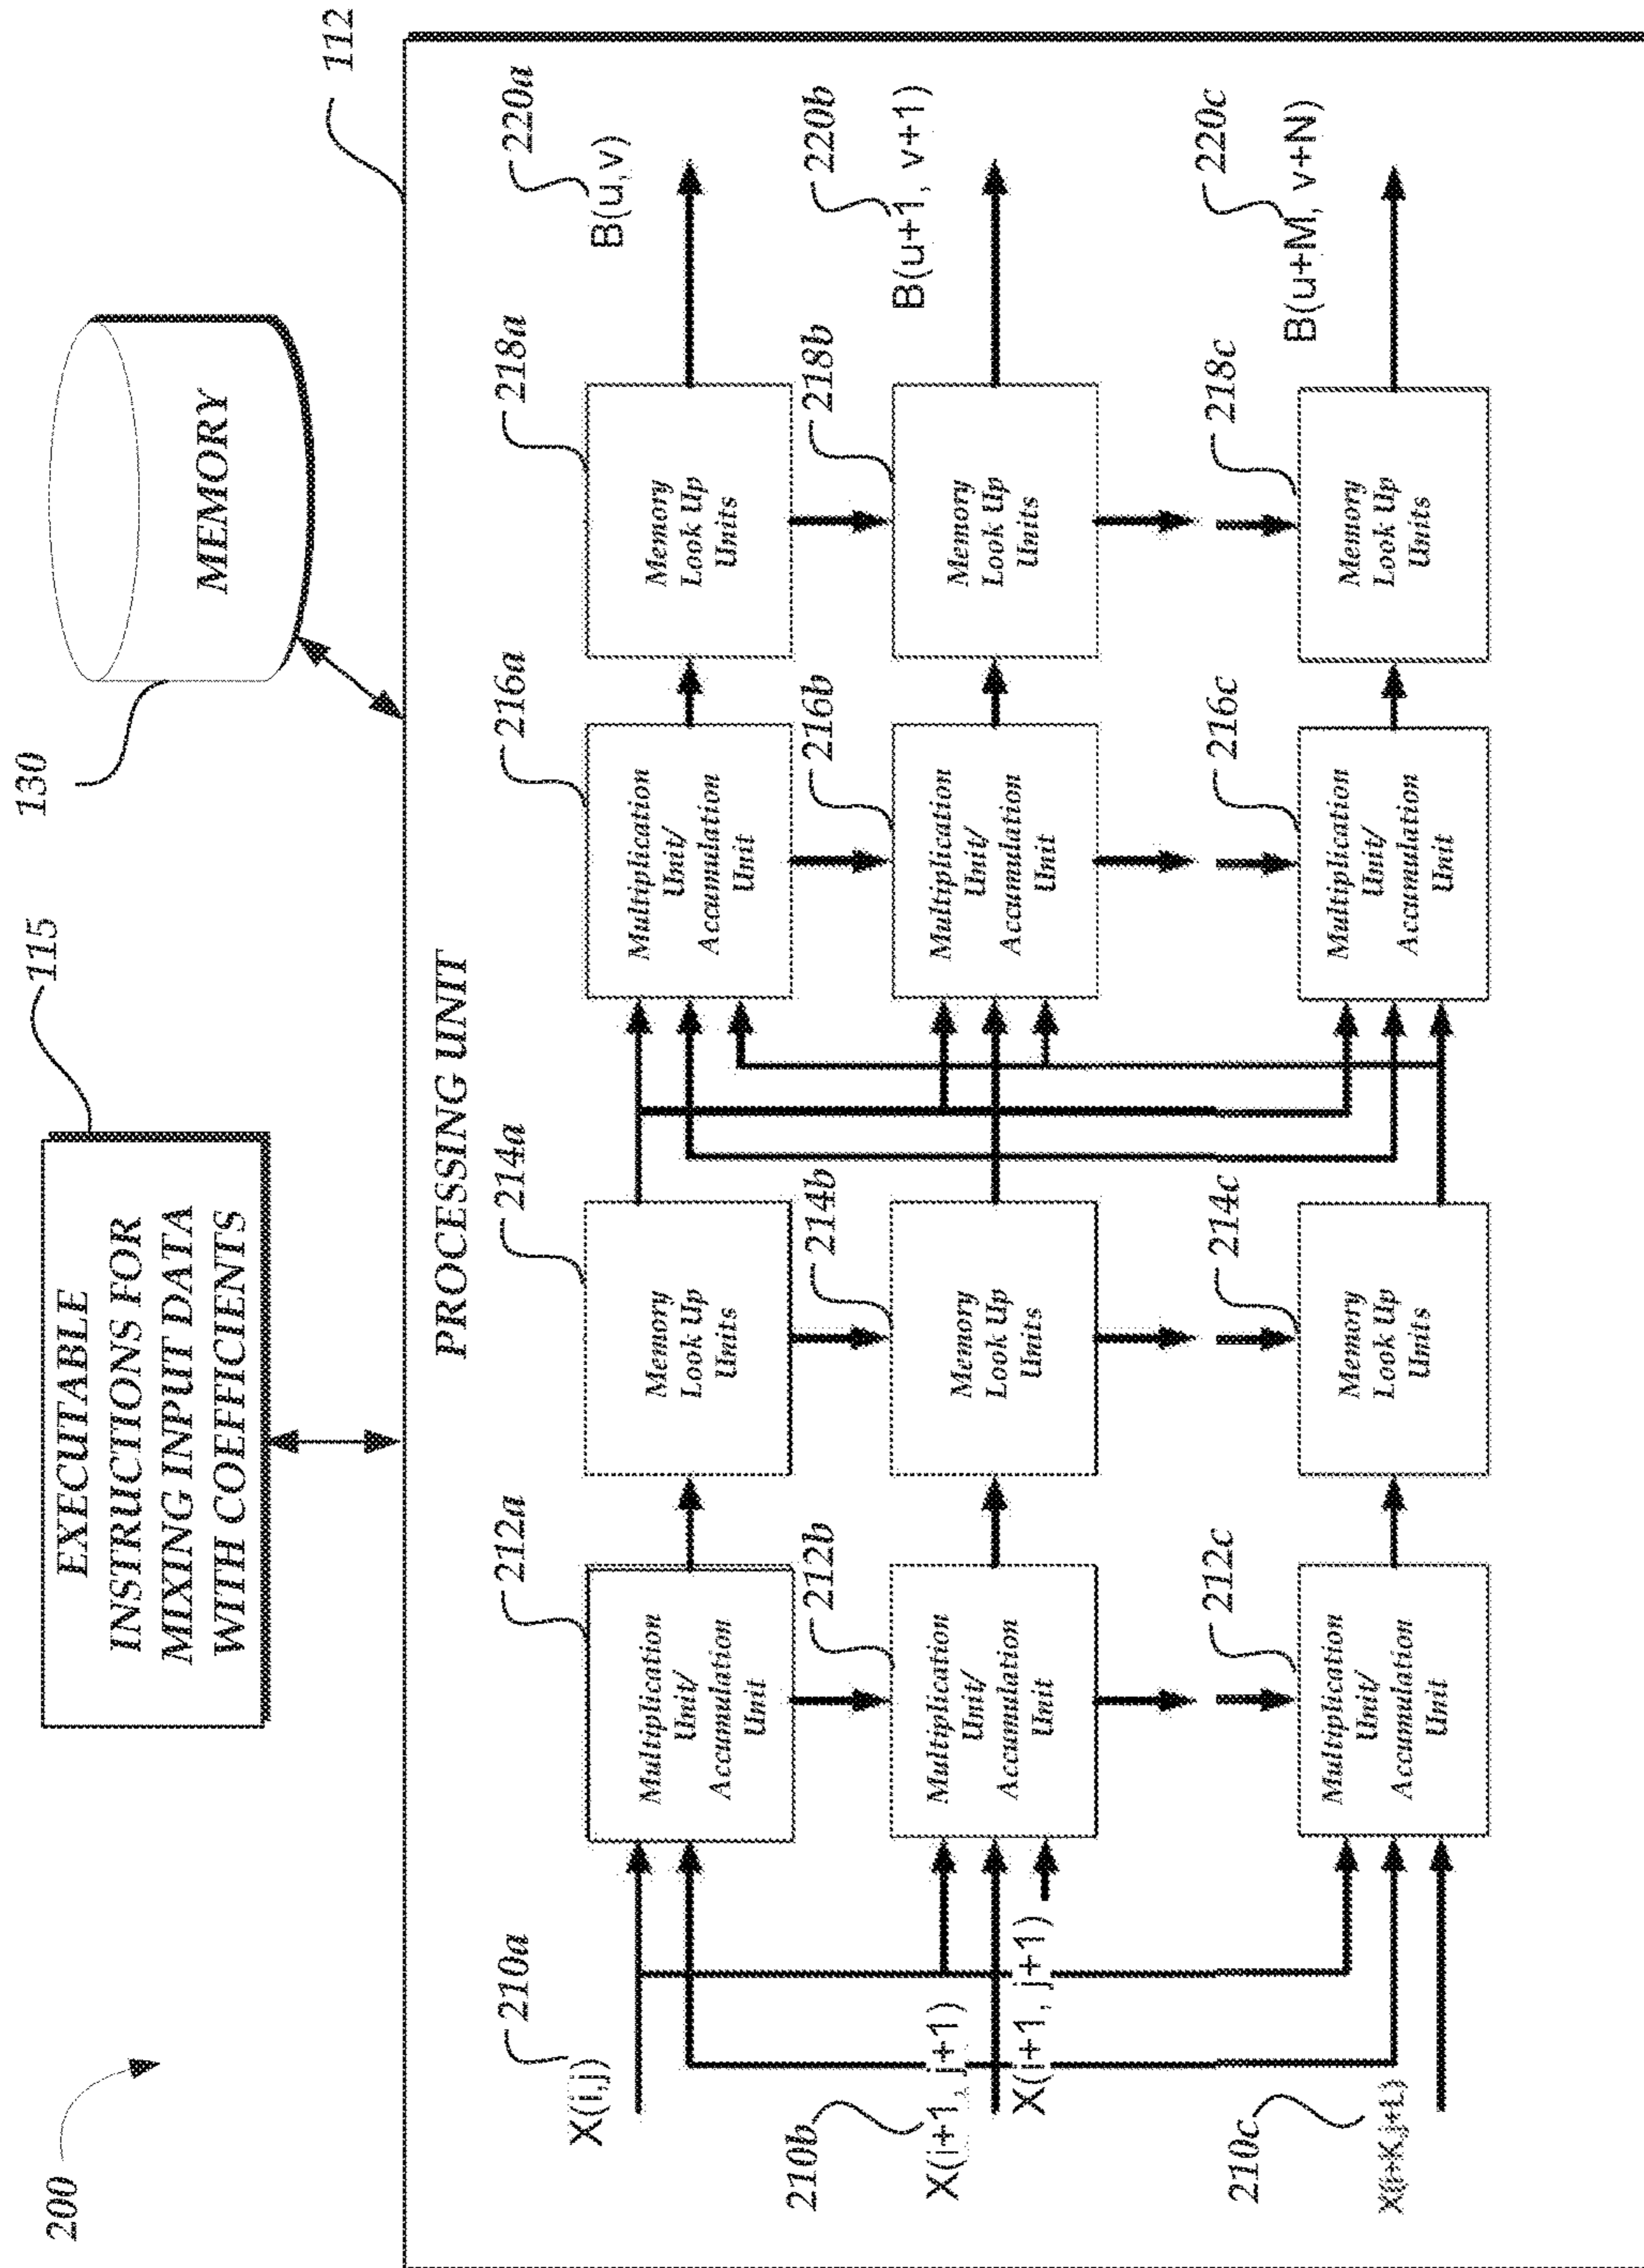 200
EXECUTABLE
INSTRUCTIONS FOR
MIXING INPUT DATA
WITH COEFFICIENTS
115
130
MEMORY
112
PROCESSING UNIT
210a
X(i,j)
212a
Multiplication
Unit/
Accumulation
Unit
214a
Memory
Look Up
Units
216a
Multiplication
Unit/
Accumulation
Unit
218a
Memory
Look Up
Units
220a
B(u,v)
210b
X(i+1, j+1)
X(i+1, j+1)
212b
Multiplication
Unit/
Accumulation
Unit
214b
Memory
Look Up
Units
216b
Multiplication
Unit/
Accumulation
Unit
218b
Memory
Look Up
Units
220b
B(u+1, v+1)
210c
X(i+K,j+L)
212c
Multiplication
Unit/
Accumulation
Unit
214c
Memory
Look Up
Units
216c
Multiplication
Unit/
Accumulation
Unit
218c
Memory
Look Up
Units
220c
B(u+M, v+N)